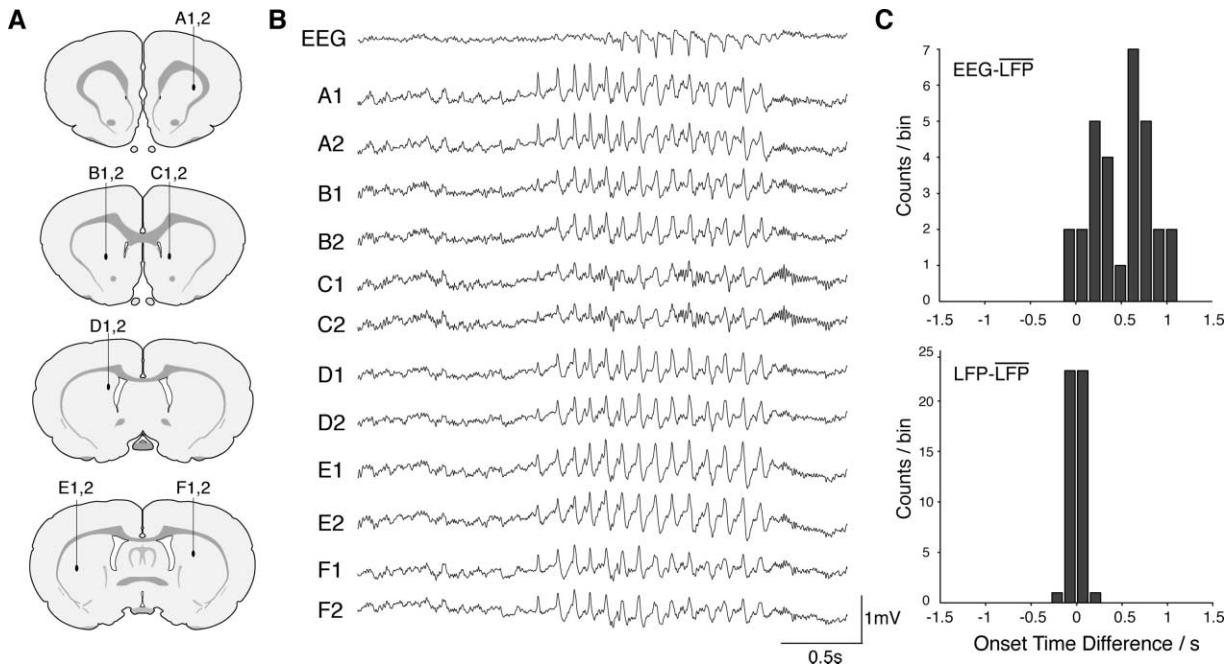 A
A1,2
B1,2 C1,2
D1,2
E1,2 F1,2
B
EEG
A1
A2
B1
B2
C1
C2
D1
D2
E1
E2
F1
F2
1mV
0.5s
C
EEG-L̅F̅P̅
Counts / bin
7
6
5
4
3
2
1
0
-1.5 -1 -0.5 0 0.5 1 1.5
LFP-L̅F̅P̅
Counts / bin
25
20
15
10
5
0
-1.5 -1 -0.5 0 0.5 1 1.5
Onset Time Difference / s